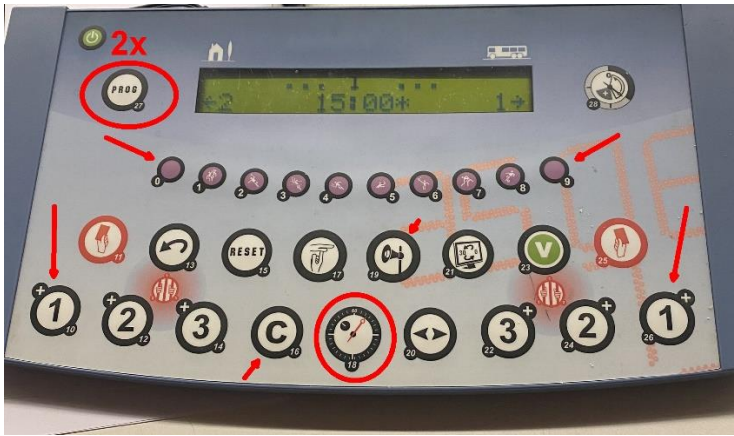 2x
PROG
27
←2 15:00* 1→
28
0 1 2 3 4 5 6 7 8 9
11 13 RESET 15 17 19 21 V 23 25
+1 10 +2 12 +3 14 C 16 18 20 3+ 22 2+ 24 1+ 26